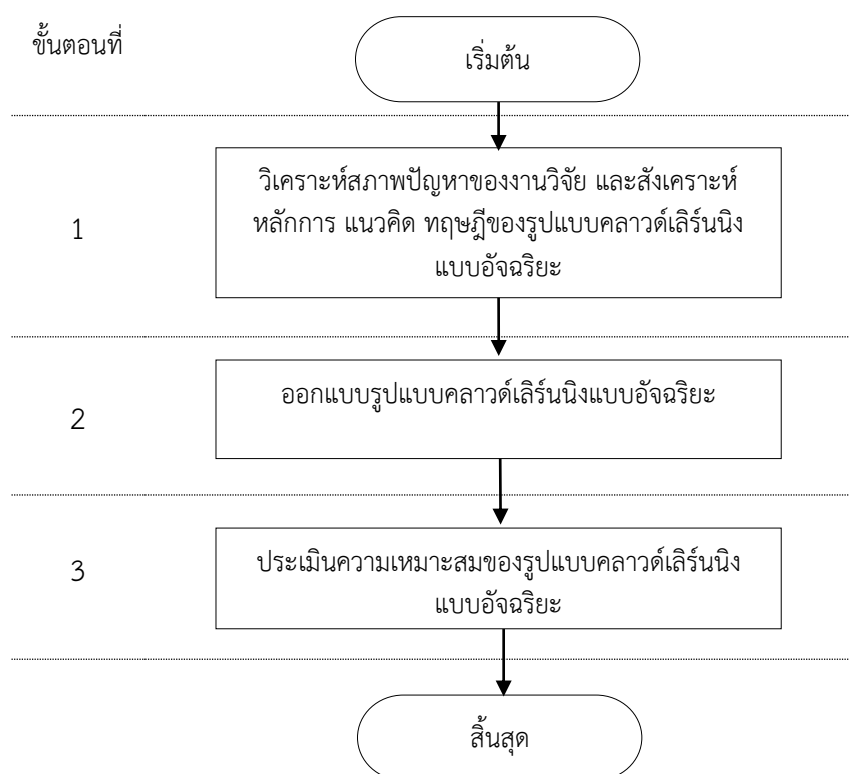 ขั้นตอนที่
เริ่มต้น
1
วิเคราะห์สภาพปัญหาของงานวิจัย และสังเคราะห์
หลักการ แนวคิด ทฤษฎีของรูปแบบคลาวด์เลิร์นนิง
แบบอัจฉริยะ
2
ออกแบบรูปแบบคลาวด์เลิร์นนิงแบบอัจฉริยะ
3
ประเมินความเหมาะสมของรูปแบบคลาวด์เลิร์นนิง
แบบอัจฉริยะ
สิ้นสุด